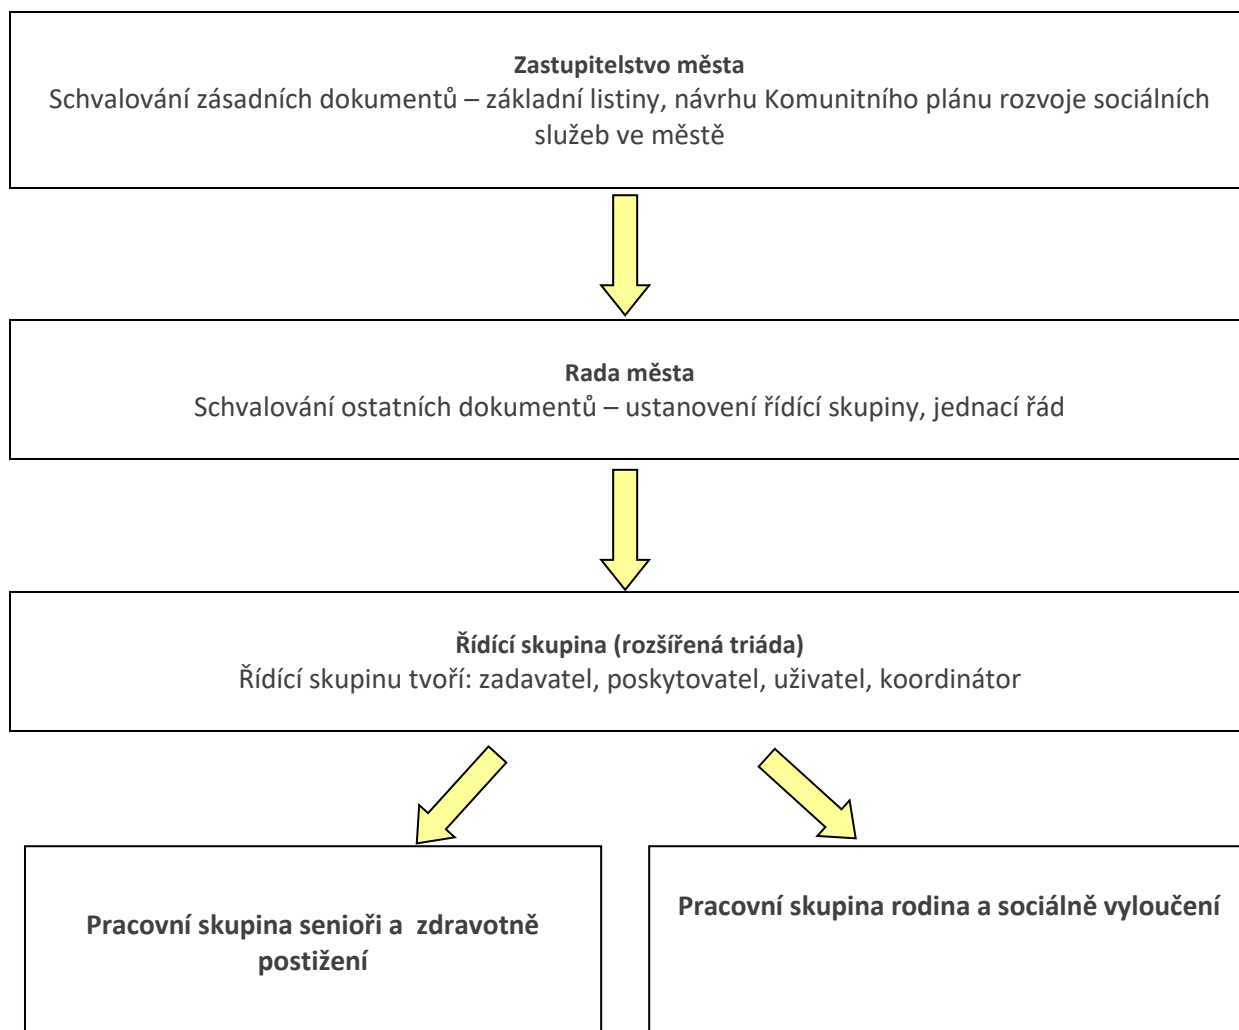 Zastupitelstvo města
Schvalování zásadních dokumentů – základní listiny, návrhu Komunitního plánu rozvoje sociálních
služeb ve městě
Rada města
Schvalování ostatních dokumentů – ustanovení řídící skupiny, jednací řád
Řídící skupina (rozšířená triáda)
Řídící skupinu tvoří: zadavatel, poskytovatel, uživatel, koordinátor
Pracovní skupina senioři a  zdravotně
postižení
Pracovní skupina rodina a sociálně vyloučení